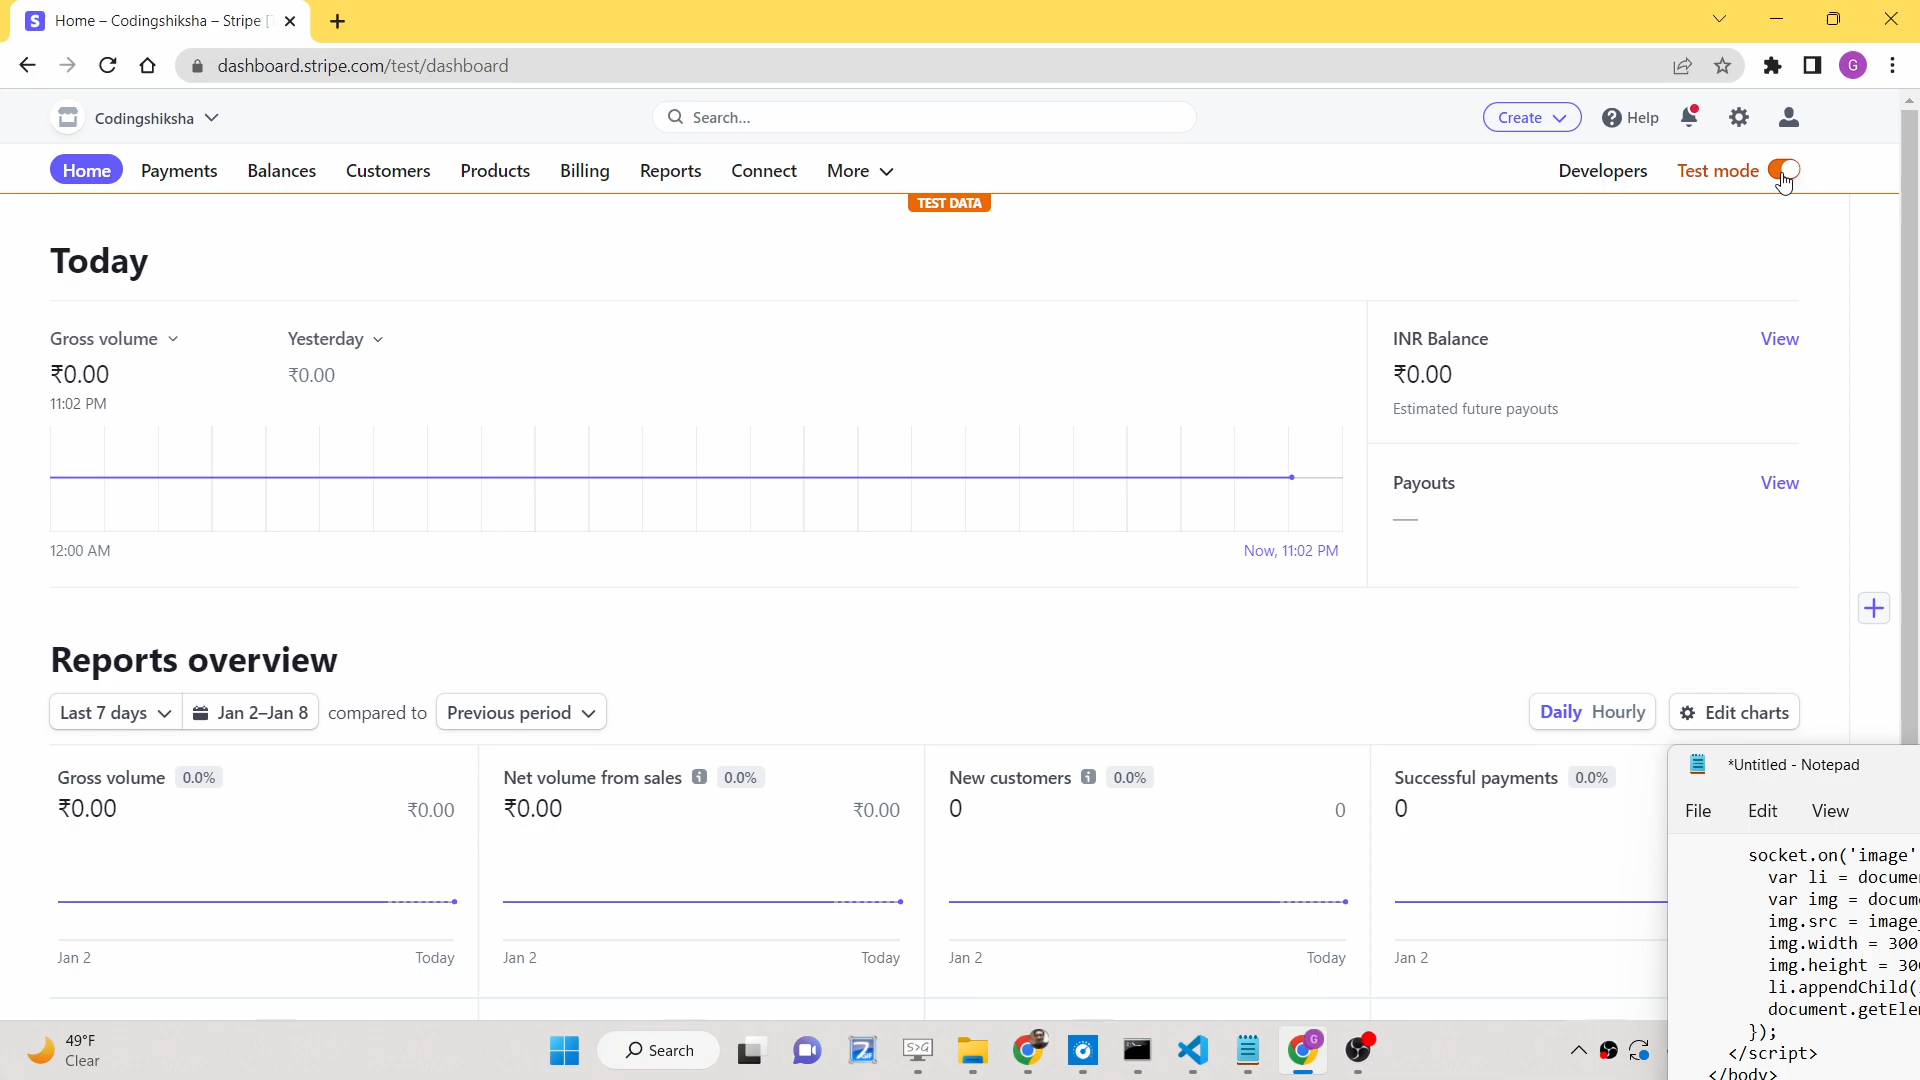 Home – Codingshiksha – Stripe [
dashboard.stripe.com/test/dashboard
G
Codingshiksha
Search...
Create
Help
Home Payments Balances Customers Products Billing Reports Connect More Developers Test mode
TEST DATA
Today
Gross volume Yesterday
₹0.00 ₹0.00
11:02 PM
INR Balance View
₹0.00
Estimated future payouts
Payouts View
—
12:00 AM Now, 11:02 PM
Reports overview
Last 7 days Jan 2–Jan 8 compared to Previous period Daily Hourly Edit charts
Gross volume 0.0%
₹0.00 ₹0.00
Jan 2 Today
Net volume from sales 0.0%
₹0.00 ₹0.00
Jan 2 Today
New customers 0.0%
0 0
Jan 2 Today
Successful payments 0.0%
0
Jan 2
*Untitled - Notepad
File Edit View
socket.on('image'
var li = docume
var img = docum
img.src = image_
img.width = 300
img.height = 30
li.appendChild(
document.getEle
});
</script>
</body>
49°F
Clear
Search
G